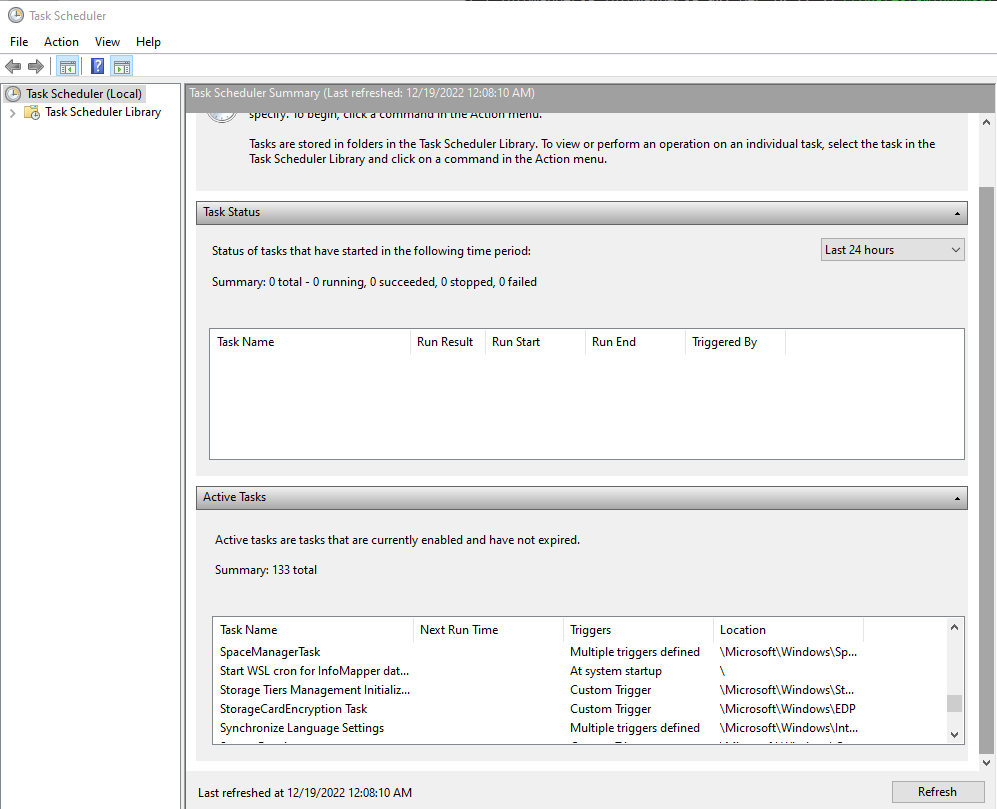 Task Scheduler
File Action View Help
Task Scheduler (Local)
Task Scheduler Library
Task Scheduler Summary (Last refreshed: 12/19/2022 12:08:10 AM)
specify. To begin, click a command in the Action menu.
Tasks are stored in folders in the Task Scheduler Library. To view or perform an operation on an individual task, select the task in the
Task Scheduler Library and click on a command in the Action menu.
Task Status
Status of tasks that have started in the following time period:
Last 24 hours
Summary: 0 total - 0 running, 0 succeeded, 0 stopped, 0 failed
Task Name Run Result Run Start Run End Triggered By
Active Tasks
Active tasks are tasks that are currently enabled and have not expired.
Summary: 133 total
Task Name Next Run Time Triggers Location
SpaceManagerTask Multiple triggers defined \Microsoft\Windows\Sp...
Start WSL cron for InfoMapper dat... At system startup \
Storage Tiers Management Initializ... Custom Trigger \Microsoft\Windows\St...
StorageCardEncryption Task Custom Trigger \Microsoft\Windows\EDP
Synchronize Language Settings Multiple triggers defined \Microsoft\Windows\Int...
Last refreshed at 12/19/2022 12:08:10 AM
Refresh